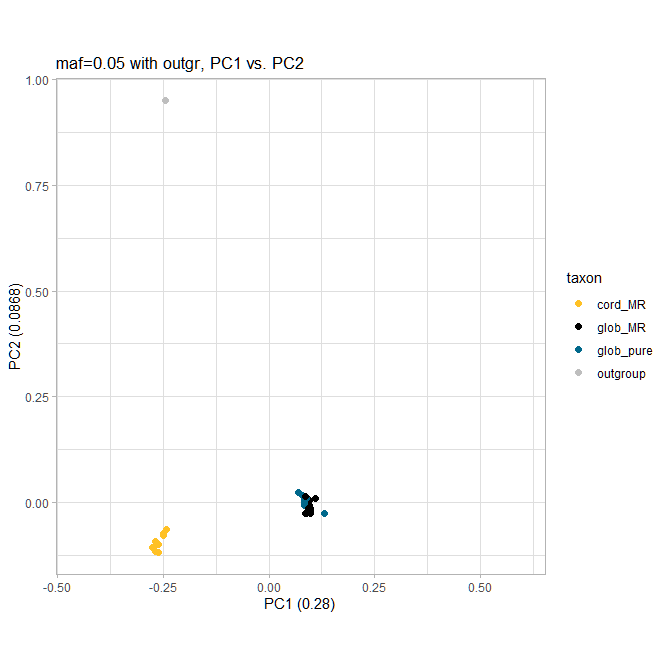 maf=0.05 with outgr, PC1 vs. PC2
1.00
0.75
0.50
0.25
0.00
PC2 (0.0868)
-0.50 -0.25 0.00 0.25 0.50
PC1 (0.28)
taxon
cord_MR
glob_MR
glob_pure
outgroup